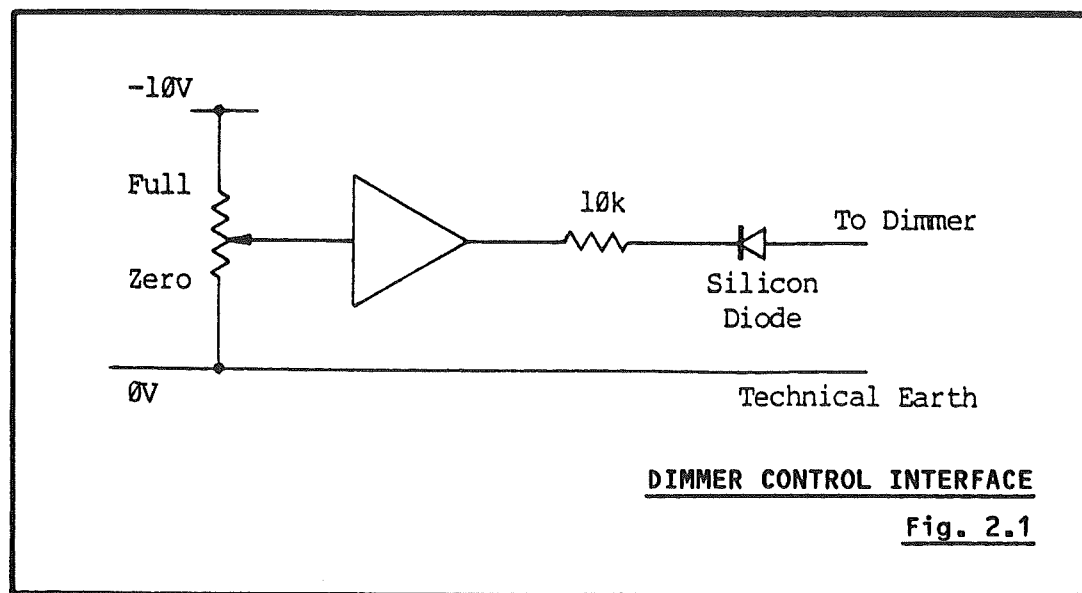 -10V
Full
10k
To Dimmer
Zero
Silicon
Diode
0V
Technical Earth
DIMMER CONTROL INTERFACE
Fig. 2.1